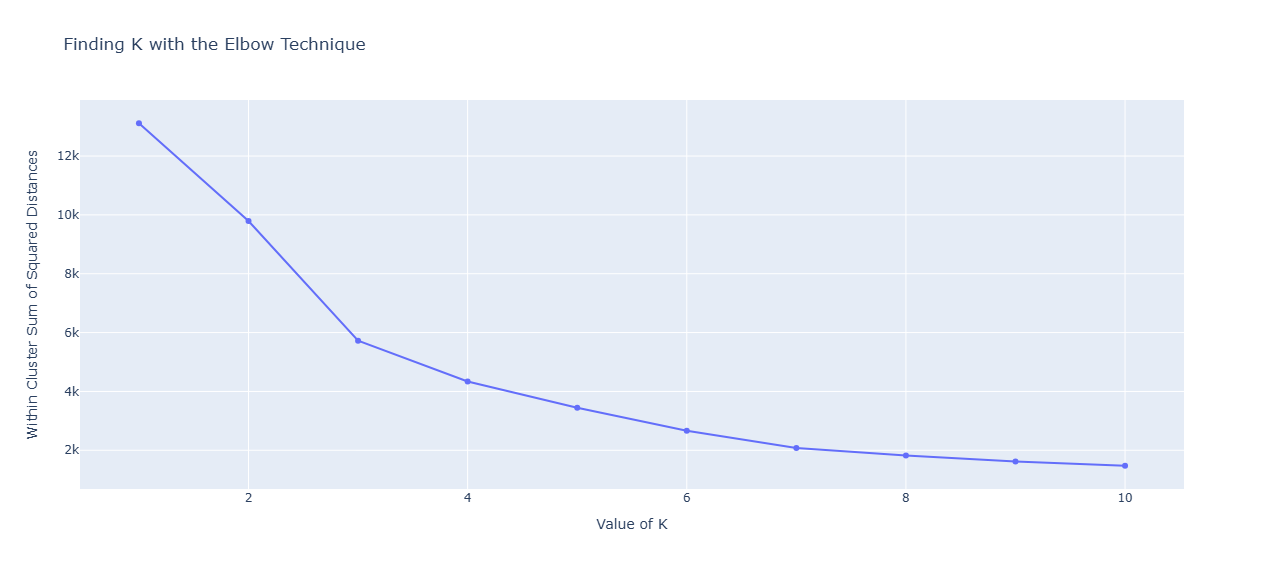 Finding K with the Elbow Technique
Within Cluster Sum of Squared Distances
12k
10k
8k
6k
4k
2k
2 4 6 8 10
Value of K